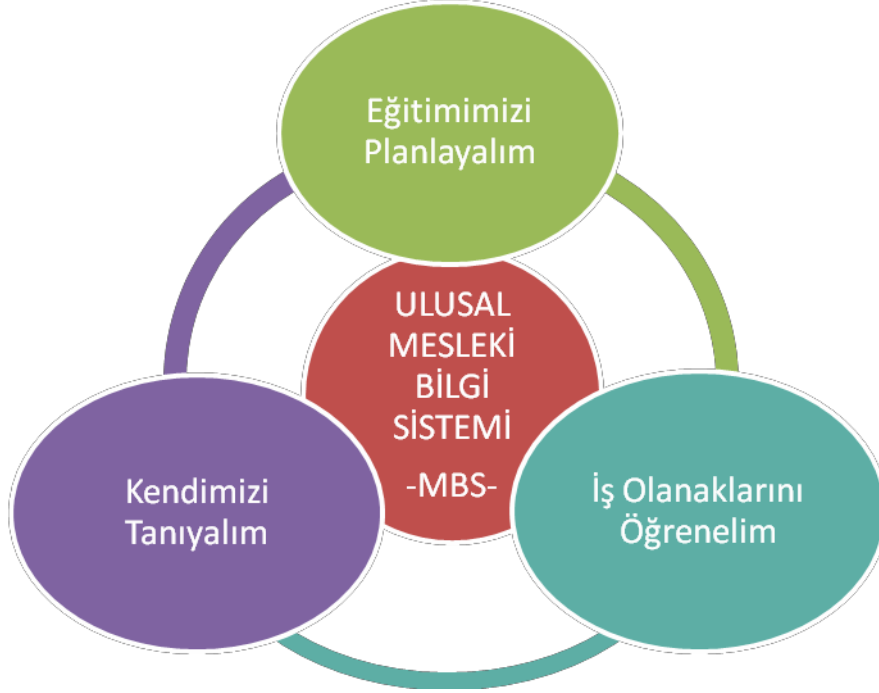 Eğitimimizi
Planlayalım
ULUSAL
MESLEKİ
BİLGİ
SİSTEMİ
-MBS-
Kendimizi
Tanıyalım
İş Olanaklarını
Öğrenelim